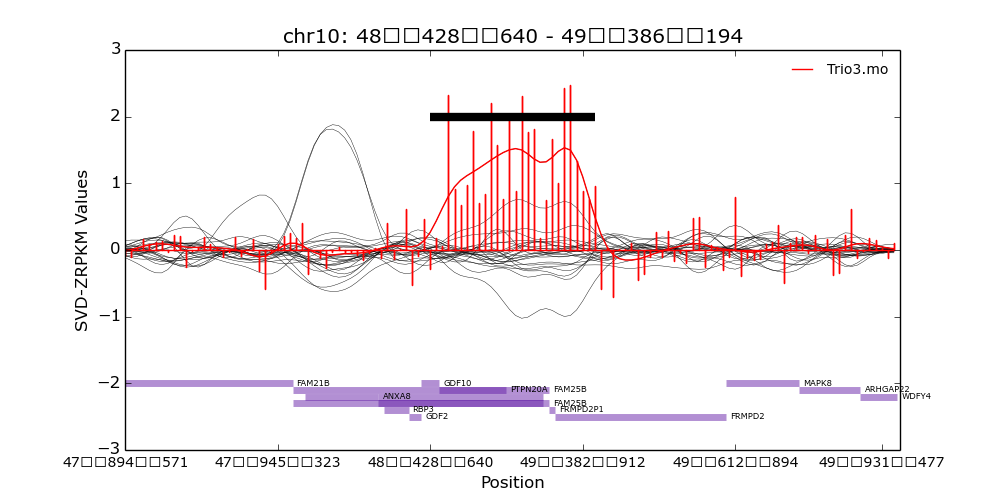 chr10: 48□□428□□640 - 49□□386□□194
Trio3.mo
SVD-ZRPKM Values
3
2
1
0
−1
−2
−3
FAM21B
GDF10
PTPN20A
FAM25B
ANXA8
FAM25B
RBP3
GDF2
FRMPD2P1
FRMPD2
MAPK8
ARHGAP22
WDFY4
47□□894□□571
47□□945□□323
48□□428□□640
49□□382□□912
49□□612□□894
49□□931□□477
Position